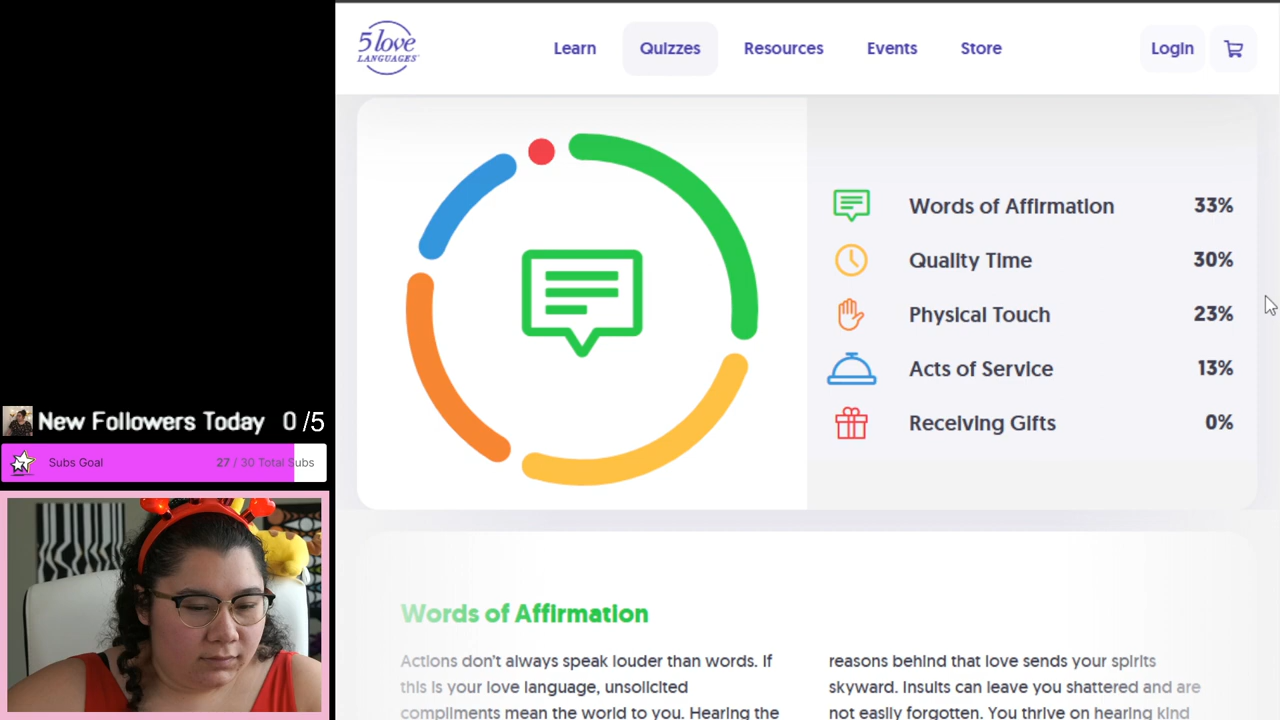 5 love
LANGUAGES
Learn
Quizzes
Resources
Events
Store
Login
Words of Affirmation 33%
Quality Time 30%
Physical Touch 23%
Acts of Service 13%
Receiving Gifts 0%
New Followers Today 0 /5
Subs Goal 27 / 30 Total Subs
Words of Affirmation
Actions don't always speak louder than words. If
this is your love language, unsolicited
compliments mean the world to you. Hearing the
reasons behind that love sends your spirits
skyward. Insults can leave you shattered and are
not easily forgotten. You thrive on hearing kind